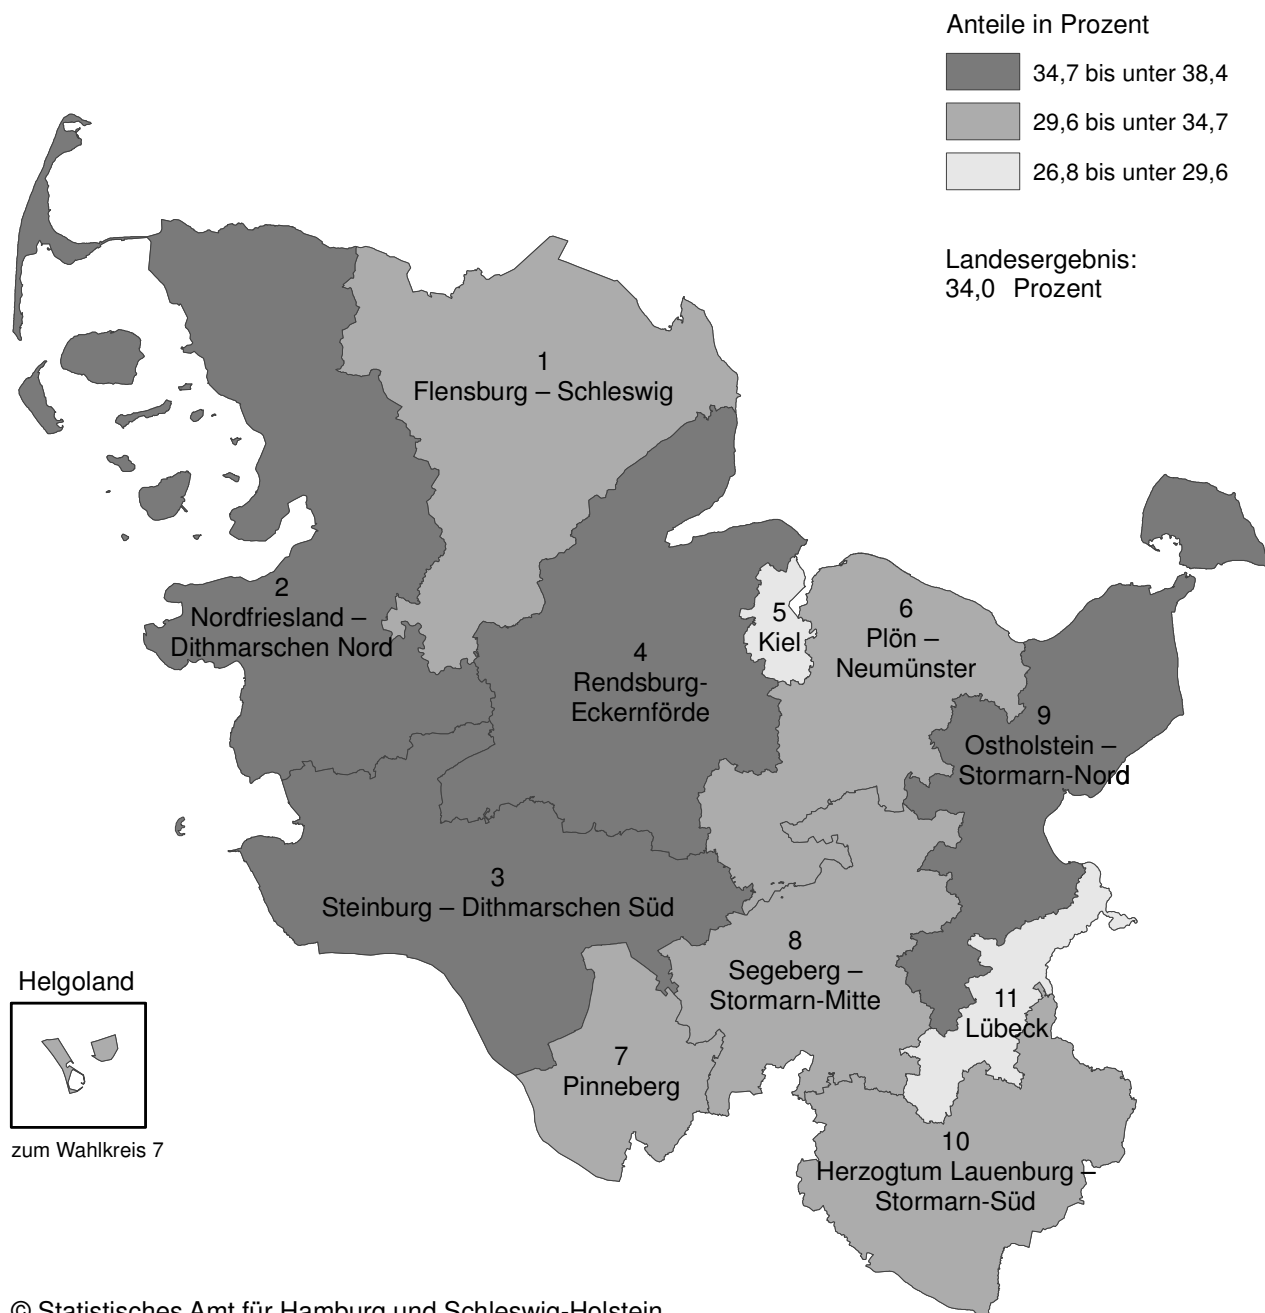 Anteile in Prozent
34,7 bis unter 38,4
29,6 bis unter 34,7
26,8 bis unter 29,6
Landesergebnis:
34,0 Prozent
1
Flensburg – Schleswig
2
Nordfriesland –
Dithmarschen Nord
4
Rendsburg-
Eckernförde
5
Kiel
6
Plön –
Neumünster
9
Ostholstein –
Stormarn-Nord
3
Steinburg – Dithmarschen Süd
8
Segeberg –
Stormarn-Mitte
11
Lübeck
Helgoland
zum Wahlkreis 7
7
Pinneberg
10
Herzogtum Lauenburg –
Stormarn-Süd
© Statistisches Amt für Hamburg und Schleswig-Holstein